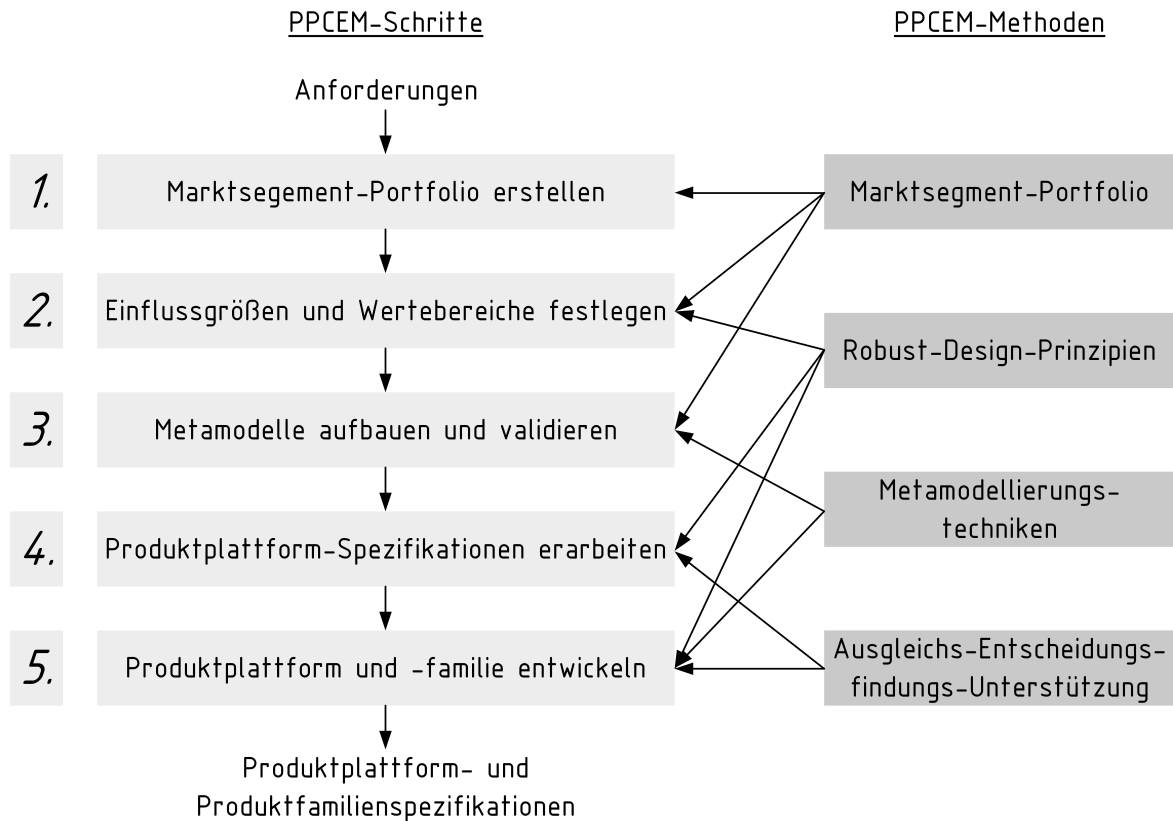 PPCEM-Schritte
PPCEM-Methoden
Anforderungen
1.
Marktsegement-Portfolio erstellen
Marktsegment-Portfolio
2.
Einflussgrößen und Wertebereiche festlegen
Robust-Design-Prinzipien
3.
Metamodelle aufbauen und validieren
Metamodellierungs-
techniken
4.
Produktplattform-Spezifikationen erarbeiten
5.
Produktplattform und -familie entwickeln
Ausgleichs-Entscheidungs-
findungs-Unterstützung
Produktplattform- und
Produktfamilienspezifikationen